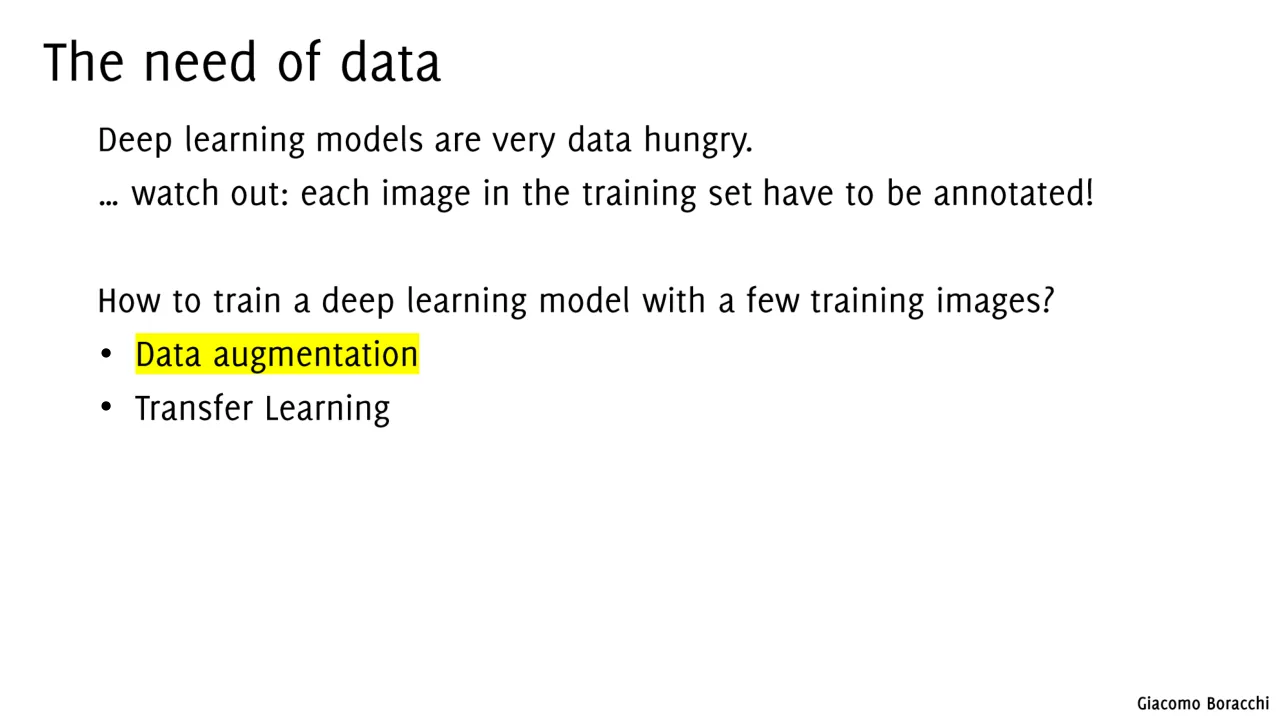 The need of data
Deep learning models are very data hungry.
… watch out: each image in the training set have to be annotated!
How to train a deep learning model with a few training images?
• Data augmentation
• Transfer Learning
Giacomo Boracchi